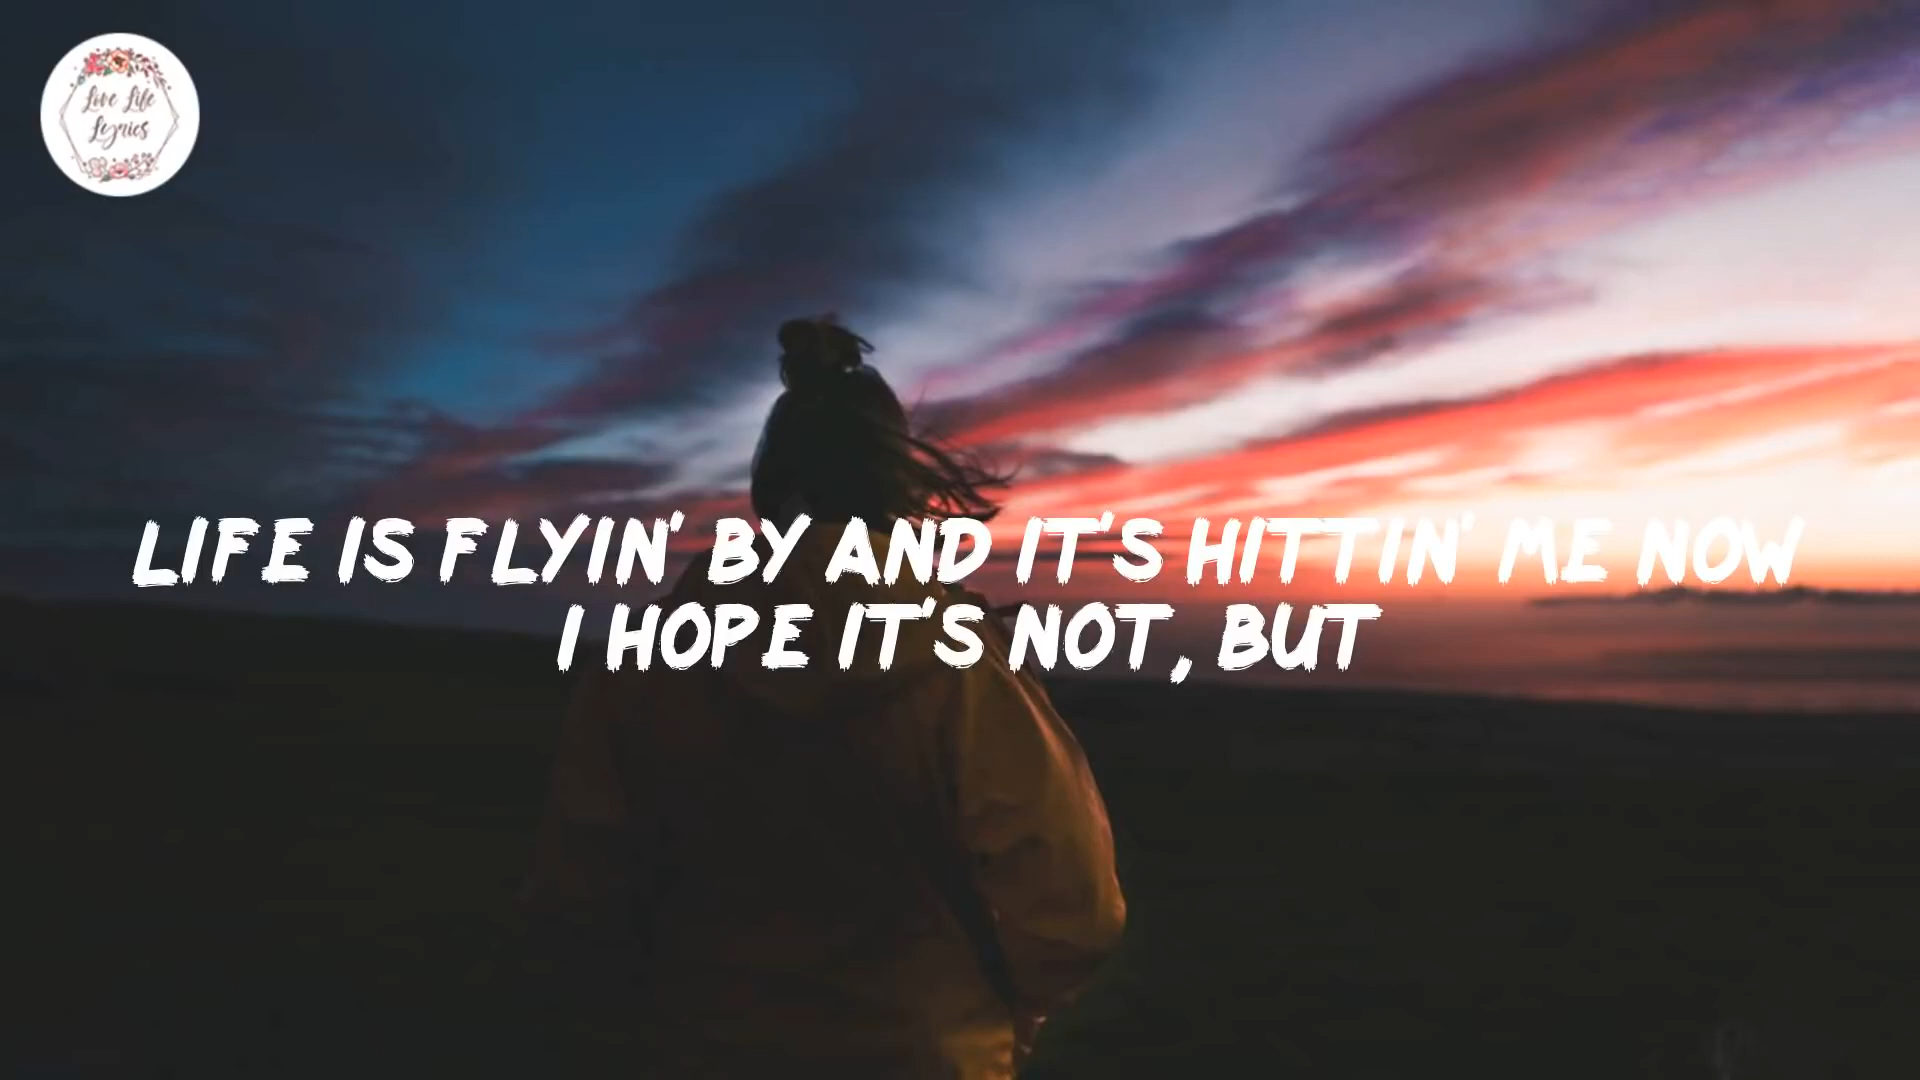 Love Life
Lyrics
LIFE IS FLYIN' BY AND IT'S HITTIN' ME NOW
I HOPE IT'S NOT, BUT